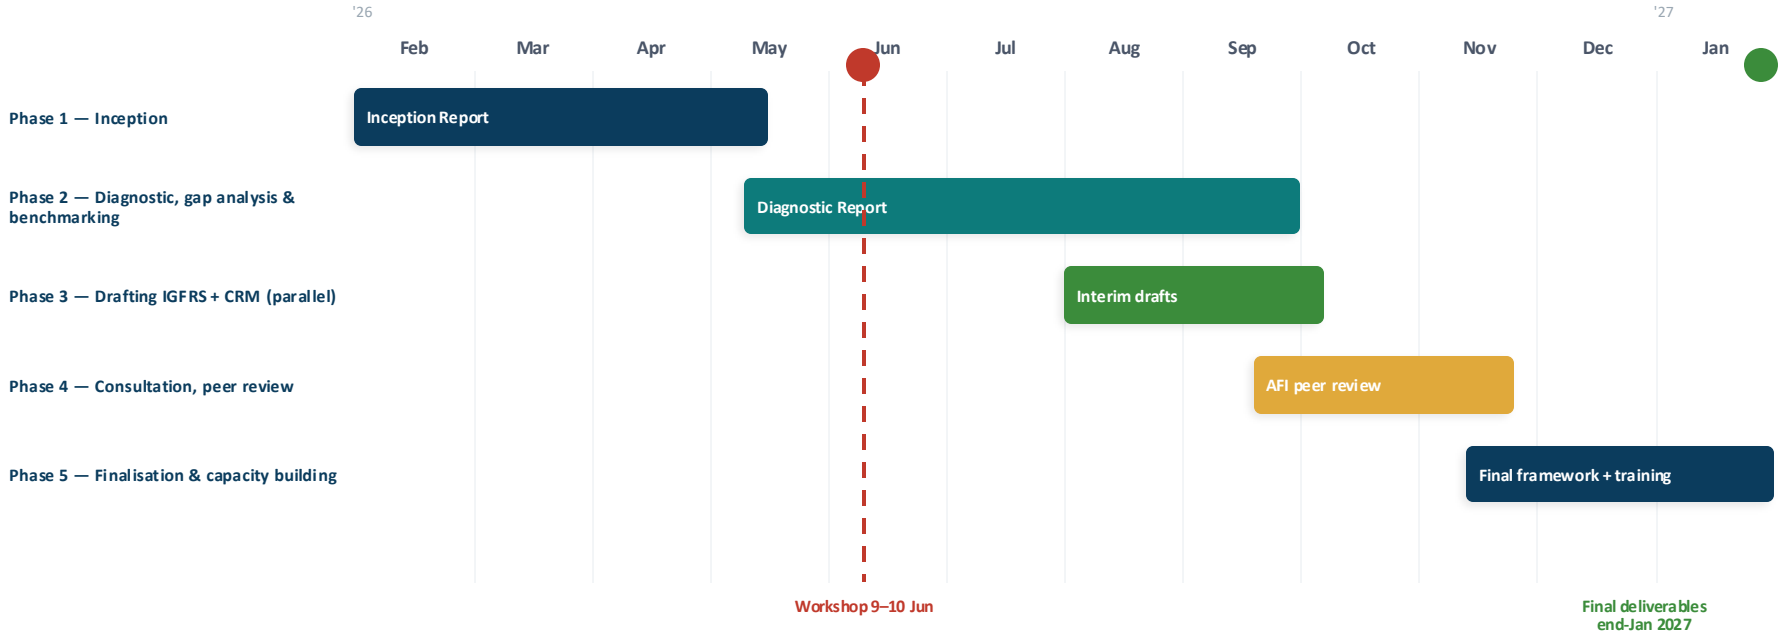 '26
'27
Feb
Mar
Apr
May
Jun
Jul
Aug
Sep
Oct
Nov
Dec
Jan
Phase 1 — Inception
Inception Report
Phase 2 — Diagnostic, gap analysis &
benchmarking
Diagnostic Report
Phase 3 — Drafting IGFRS + CRM (parallel)
Interim drafts
Phase 4 — Consultation, peer review
AFI peer review
Phase 5 — Finalisation & capacity building
Final framework + training
Workshop 9–10 Jun
Final deliverables
end-Jan 2027